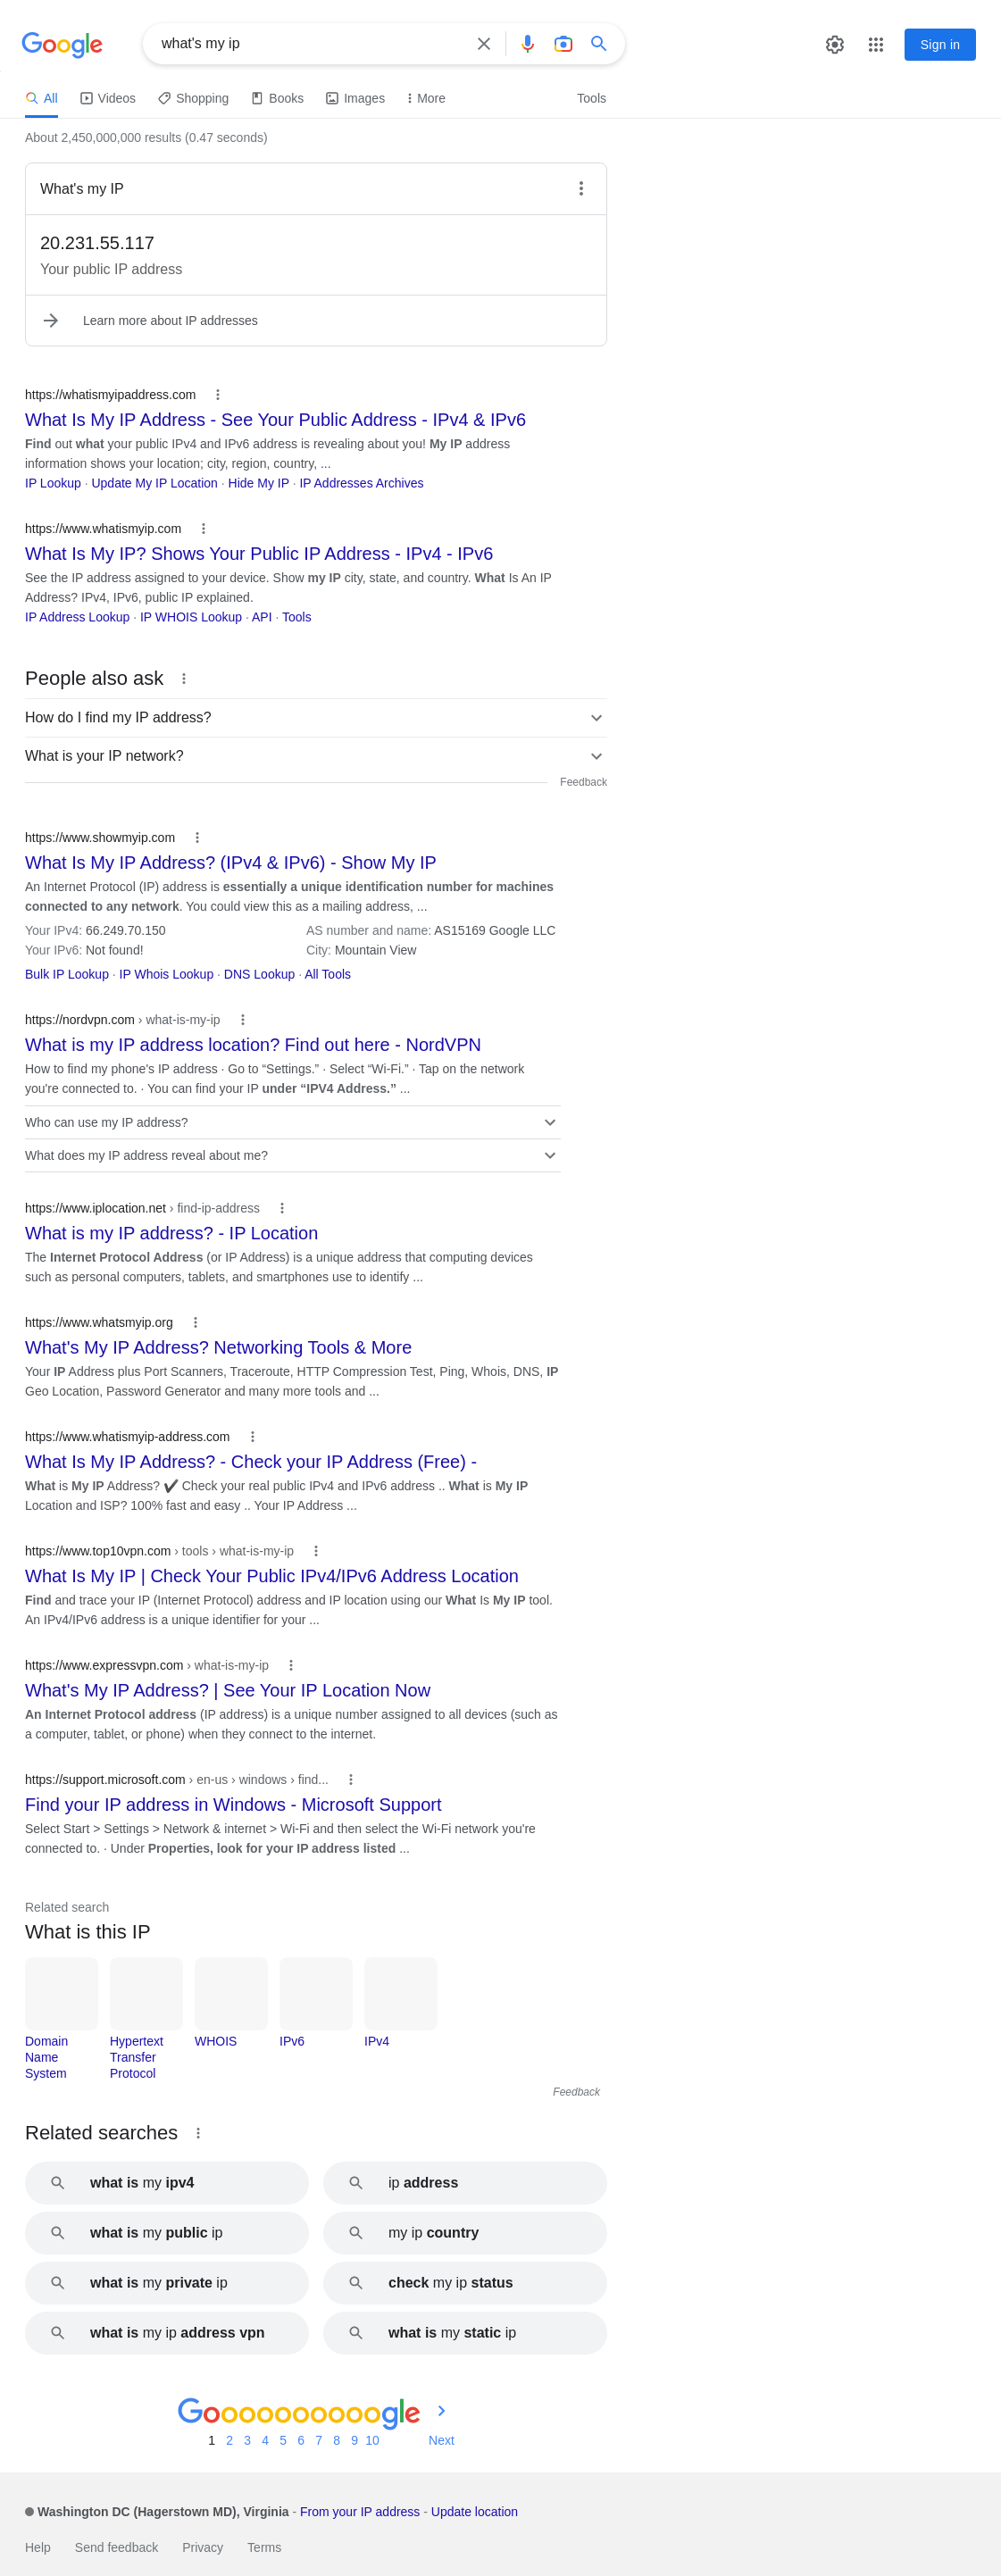 Google
what's my ip
Sign in
All Videos Shopping Books Images More Tools
About 2,450,000,000 results (0.47 seconds)
What's my IP
20.231.55.117
Your public IP address
Learn more about IP addresses
https://whatismyipaddress.com
What Is My IP Address - See Your Public Address - IPv4 & IPv6
Find out what your public IPv4 and IPv6 address is revealing about you! My IP address
information shows your location; city, region, country, ...
IP Lookup · Update My IP Location · Hide My IP · IP Addresses Archives
https://www.whatismyip.com
What Is My IP? Shows Your Public IP Address - IPv4 - IPv6
See the IP address assigned to your device. Show my IP city, state, and country. What Is An IP
Address? IPv4, IPv6, public IP explained.
IP Address Lookup · IP WHOIS Lookup · API · Tools
People also ask
How do I find my IP address?
What is your IP network?
Feedback
https://www.showmyip.com
What Is My IP Address? (IPv4 & IPv6) - Show My IP
An Internet Protocol (IP) address is essentially a unique identification number for machines
connected to any network. You could view this as a mailing address, ...
Your IPv4: 66.249.70.150 AS number and name: AS15169 Google LLC
Your IPv6: Not found! City: Mountain View
Bulk IP Lookup · IP Whois Lookup · DNS Lookup · All Tools
https://nordvpn.com › what-is-my-ip
What is my IP address location? Find out here - NordVPN
How to find my phone's IP address · Go to “Settings.” · Select “Wi-Fi.” · Tap on the network
you're connected to. · You can find your IP under “IPV4 Address.” ...
Who can use my IP address?
What does my IP address reveal about me?
https://www.iplocation.net › find-ip-address
What is my IP address? - IP Location
The Internet Protocol Address (or IP Address) is a unique address that computing devices
such as personal computers, tablets, and smartphones use to identify ...
https://www.whatsmyip.org
What's My IP Address? Networking Tools & More
Your IP Address plus Port Scanners, Traceroute, HTTP Compression Test, Ping, Whois, DNS, IP
Geo Location, Password Generator and many more tools and ...
https://www.whatismyip-address.com
What Is My IP Address? - Check your IP Address (Free) -
What is My IP Address? ✔️ Check your real public IPv4 and IPv6 address .. What is My IP
Location and ISP? 100% fast and easy .. Your IP Address ...
https://www.top10vpn.com › tools › what-is-my-ip
What Is My IP | Check Your Public IPv4/IPv6 Address Location
Find and trace your IP (Internet Protocol) address and IP location using our What Is My IP tool.
An IPv4/IPv6 address is a unique identifier for your ...
https://www.expressvpn.com › what-is-my-ip
What's My IP Address? | See Your IP Location Now
An Internet Protocol address (IP address) is a unique number assigned to all devices (such as
a computer, tablet, or phone) when they connect to the internet.
https://support.microsoft.com › en-us › windows › find...
Find your IP address in Windows - Microsoft Support
Select Start > Settings > Network & internet > Wi-Fi and then select the Wi-Fi network you're
connected to. · Under Properties, look for your IP address listed ...
Related search
What is this IP
Domain Name System
Hypertext Transfer Protocol
WHOIS
IPv6
IPv4
Feedback
Related searches
what is my ipv4
ip address
what is my public ip
my ip country
what is my private ip
check my ip status
what is my ip address vpn
what is my static ip
Goooooooooogle
1 2 3 4 5 6 7 8 9 10 Next
Washington DC (Hagerstown MD), Virginia - From your IP address - Update location
Help Send feedback Privacy Terms